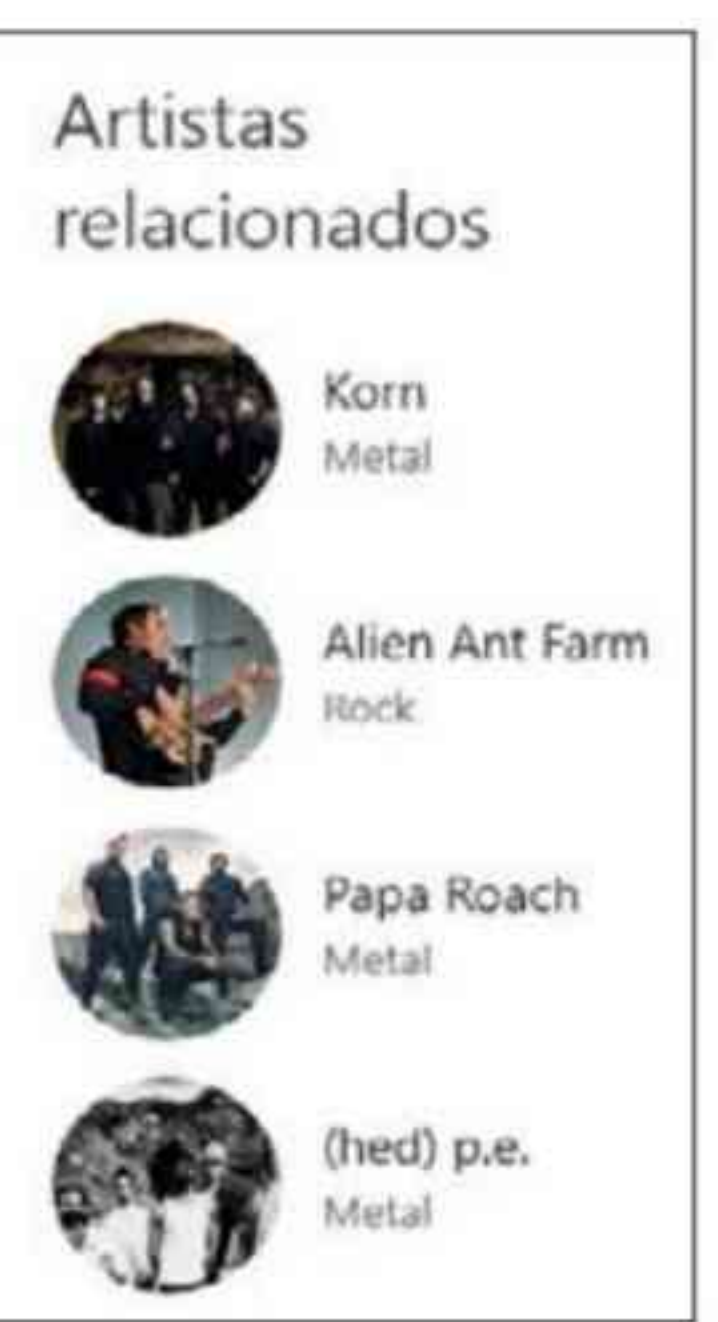 Artistas
relacionados
Korn
Metal
Alien Ant Farm
Rock
Papa Roach
Metal
(hed) p.e.
Metal